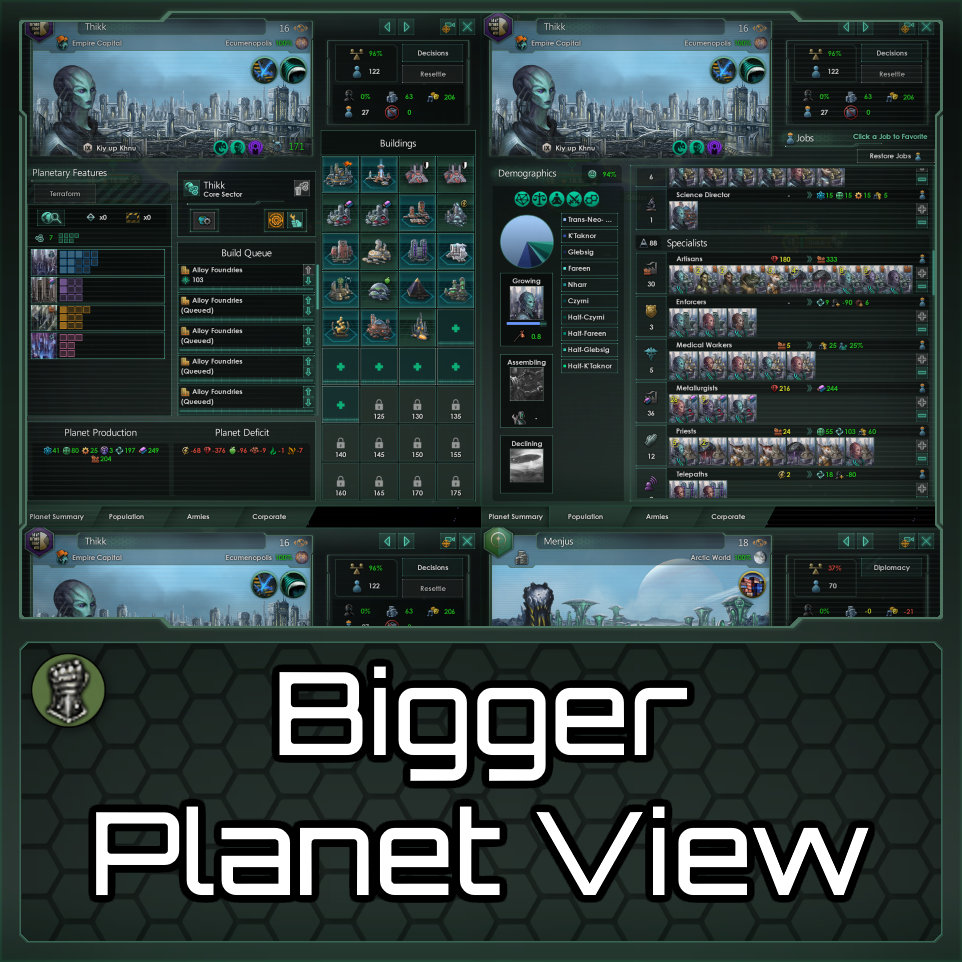 Thikk
16
Empire Capital
Ecumenopolis 100%
Kiy up Khnu
171
96%
122
Decisions
Resettle
0%
63
206
27
0
Buildings
Planetary Features
Terraform
x0
x0
7
Thikk
Core Sector
Build Queue
Alloy Foundries
103
Alloy Foundries
(Queued)
Alloy Foundries
(Queued)
Alloy Foundries
(Queued)
Alloy Foundries
(Queued)
125
130
135
140
145
150
155
160
165
170
175
Planet Production
41 80 25 3 197 249
204
Planet Deficit
-68 -376 -96 -9 -1 -7
Planet Summary
Population
Armies
Corporate
Thikk
16
Empire Capital
Ecumenopolis 100%
Kiy up Khnu
96%
122
Decisions
Resettle
0%
63
206
27
0
Jobs
Click a Job to Favorite
Restore Jobs
Demographics
94%
Trans-Neo- ...
K'Taknor
Glebsig
Fareen
Nharr
Czyrni
Half-Czyrni
Half-Fareen
Half-Glebsig
Half-K'Taknor
Growing
0.8
Assembling
-
Declining
6
Science Director
- 15 15 15 5
1
88
Specialists
Artisans
180 333
30
Enforcers
- 9 -90 6
3
Medical Workers
5 25 25%
5
Metallurgists
216 244
36
Priests
24 55 103 60
12
Telepaths
2 18 -80
Planet Summary
Population
Armies
Corporate
Thikk
16
Empire Capital
Ecumenopolis 100%
96%
122
Decisions
Resettle
0%
63
206
Menjus
18
Arctic World 100%
37%
70
Diplomacy
0%
-0
-21
Bigger
Planet View